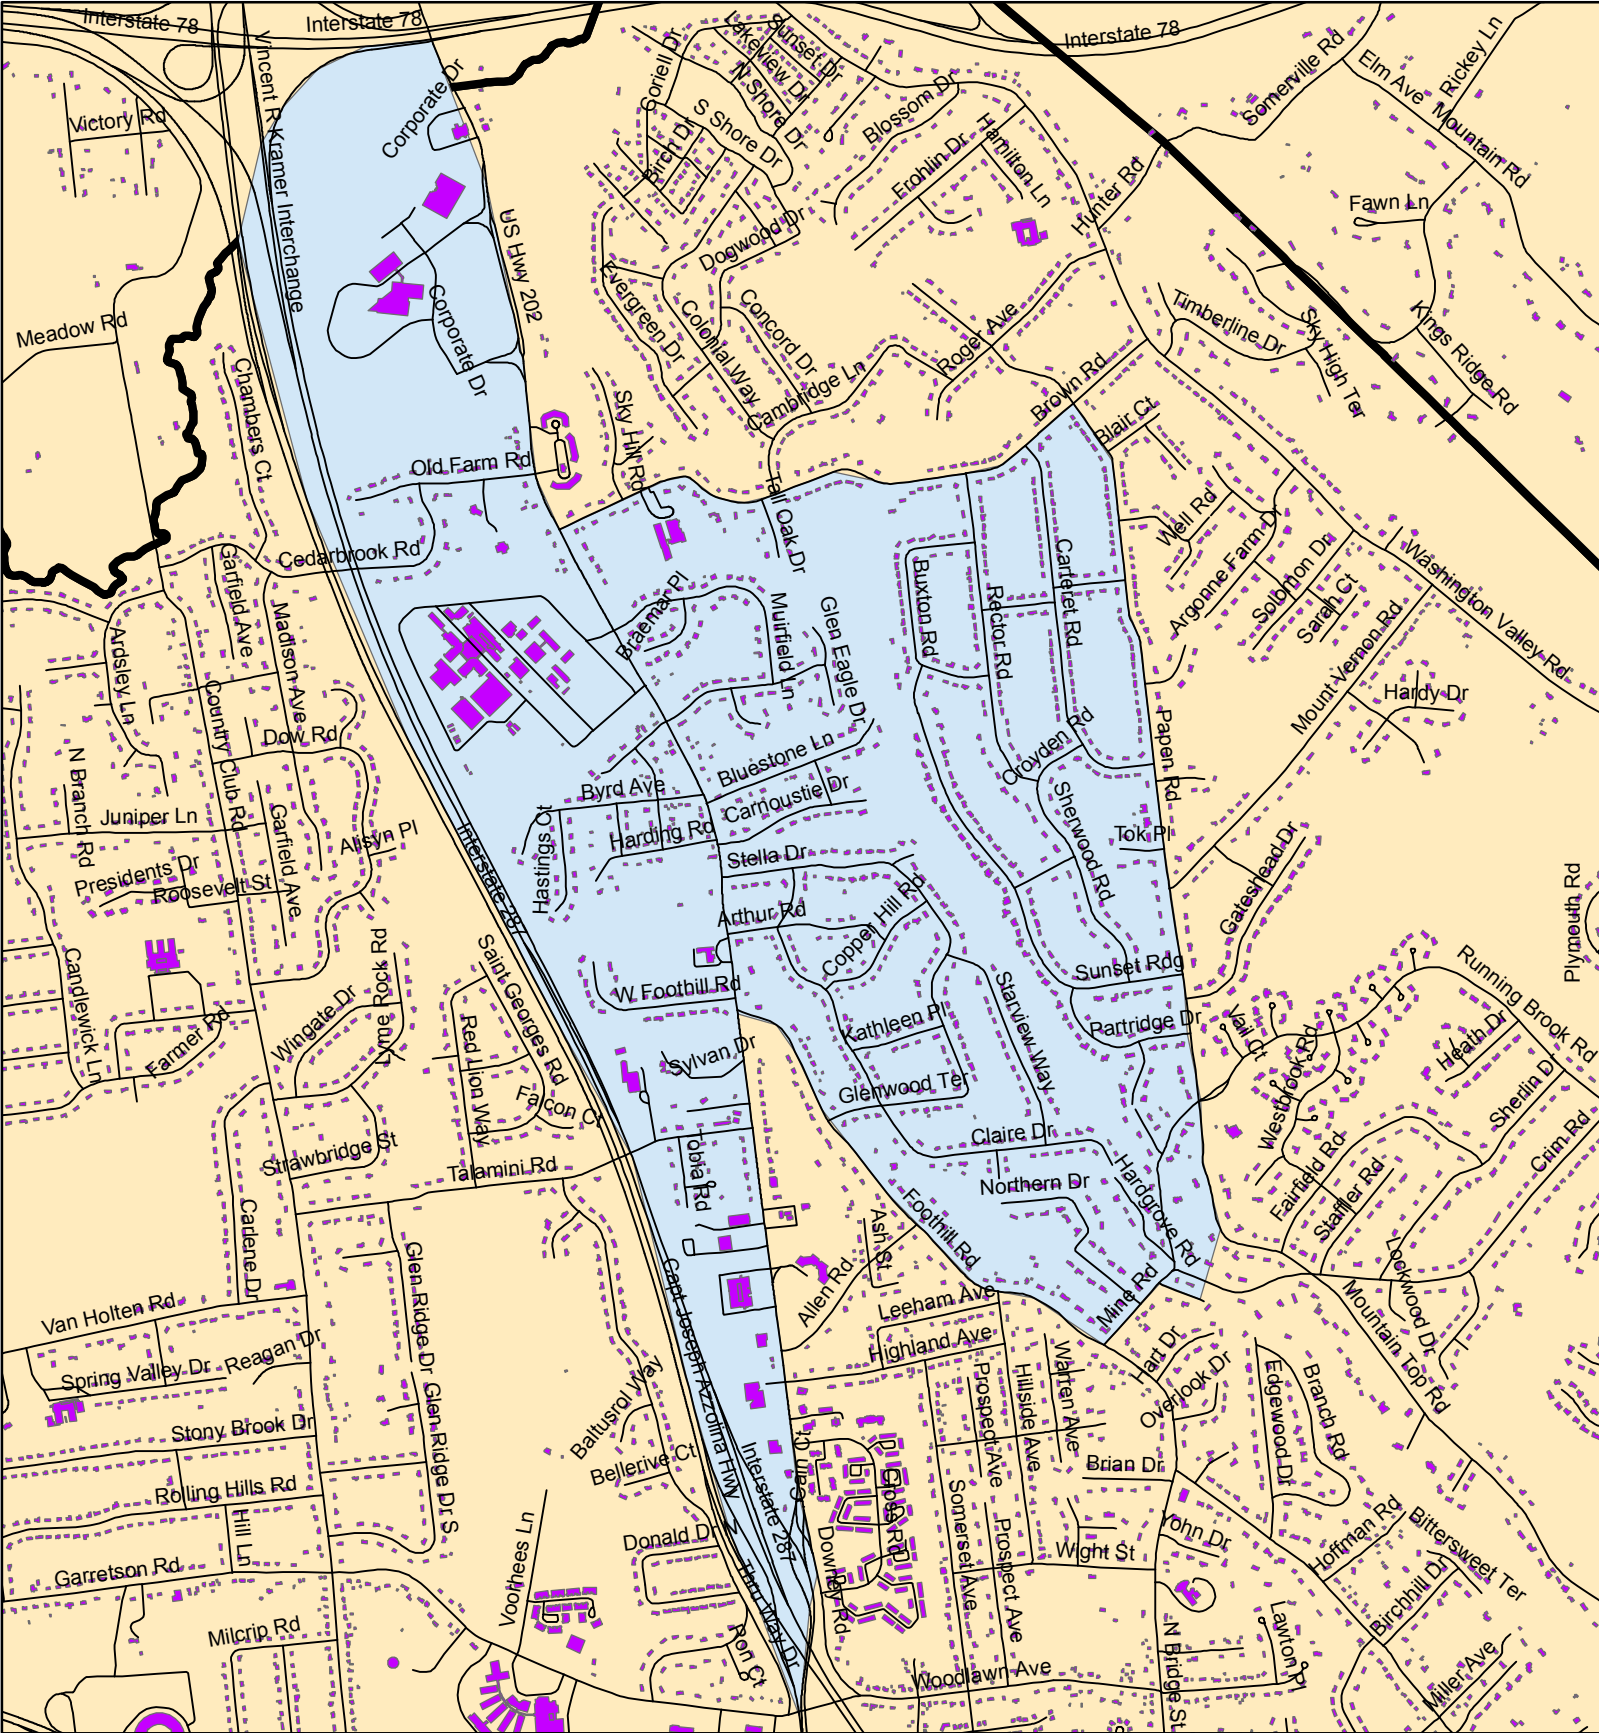 Interstate 78
Interstate 78
Interstate 78
Vincent R Kramer Interchange
Corporate Dr
Coriell Dr
Lakeview Dr
Sunset Dr
N Shore Dr
S Shore Dr
Birch Dr
Blossom Dr
Frohlin Dr
Hamilton Ln
Hunter Rd
Somerville Rd
Elm Ave
Rickey Ln
Mountain Rd
Fawn Ln
Victory Rd
US Hwy 202
Dogwood Dr
Evergreen Dr
Colonial Way
Concord Dr
Cambridge Ln
Roger Ave
Brown Rd
Timberline Dr
Sky High Ter
Kings Ridge Rd
Meadow Rd
Corporate Dr
Chambers Ct
Sky Hill Rd
Blair Ct
Old Farm Rd
Tall Oak Dr
Well Rd
Argonne Farm Dr
Solomon Dr
Sarah Ct
Washington Valley Rd
Cedarbrook Rd
Garfield Ave
Madison Ave
Braemar Pl
Muirfield Ln
Glen Eagle Dr
Buxton Rd
Rector Rd
Carteret Rd
Mount Vernon Rd
Hardy Dr
Ardsley Ln
Country Club Rd
Dow Rd
Bluestone Ln
Croyden Rd
Papen Rd
N Branch Rd
Juniper Ln
Garfield Ave
Alisyn Pl
Byrd Ave
Harding Rd
Hastings Ct
Carnoustie Dr
Sherwood Rd
Tok Pl
Presidents Dr
Roosevelt St
Interstate 287
Stella Dr
Arthur Rd
Copper Hill Rd
Gateshead Dr
Plymouth Rd
Candlewick Ln
Lyme Rock Rd
Saint Georges Rd
W Foothill Rd
Starview Way
Sunset Rdg
Running Brook Rd
Farmer Rd
Wingate Dr
Red Lion Way
Falcon Ct
Sylvan Dr
Kathleen Pl
Partridge Dr
Vail Ct
Westbrook Rd
Heath Dr
Sherlin Dr
Crim Rd
Glenwood Ter
Claire Dr
Strawbridge St
Talamini Rd
Tobia Rd
Northern Dr
Hardgrove Rd
Fairfield Rd
Staffler Rd
Carlene Dr
Glen Ridge Dr
Capt Joseph Azzolina Hwy
Ash St
Foothill Rd
Allen Rd
Mine Rd
Lockwood Dr
Mountain Top Rd
Van Holten Rd
Leeham Ave
Highland Ave
Spring Valley Dr
Reagan Dr
Stony Brook Dr
Glen Ridge Dr S
Baltusrol Way
Bellerive Ct
Prospect Ave
Hillside Ave
Warren Ave
Hart Dr
Overlook Dr
Edgewood Dr
Branch Rd
Rolling Hills Rd
Hill Ln
Interstate 287
Cain Ct
Cross Rd
Brian Dr
Somerset Ave
Voorhees Ln
Donald Dr
Downey Rd
Prospect Ave
Wight St
Yohn Dr
Hoffman Rd
Bittersweet Ter
Garretson Rd
Thru Way Dr
Birchhill Dr
Milcrip Rd
Ron Ct
Woodlawn Ave
N Bridge St
Lawton Pl
Miller Ave